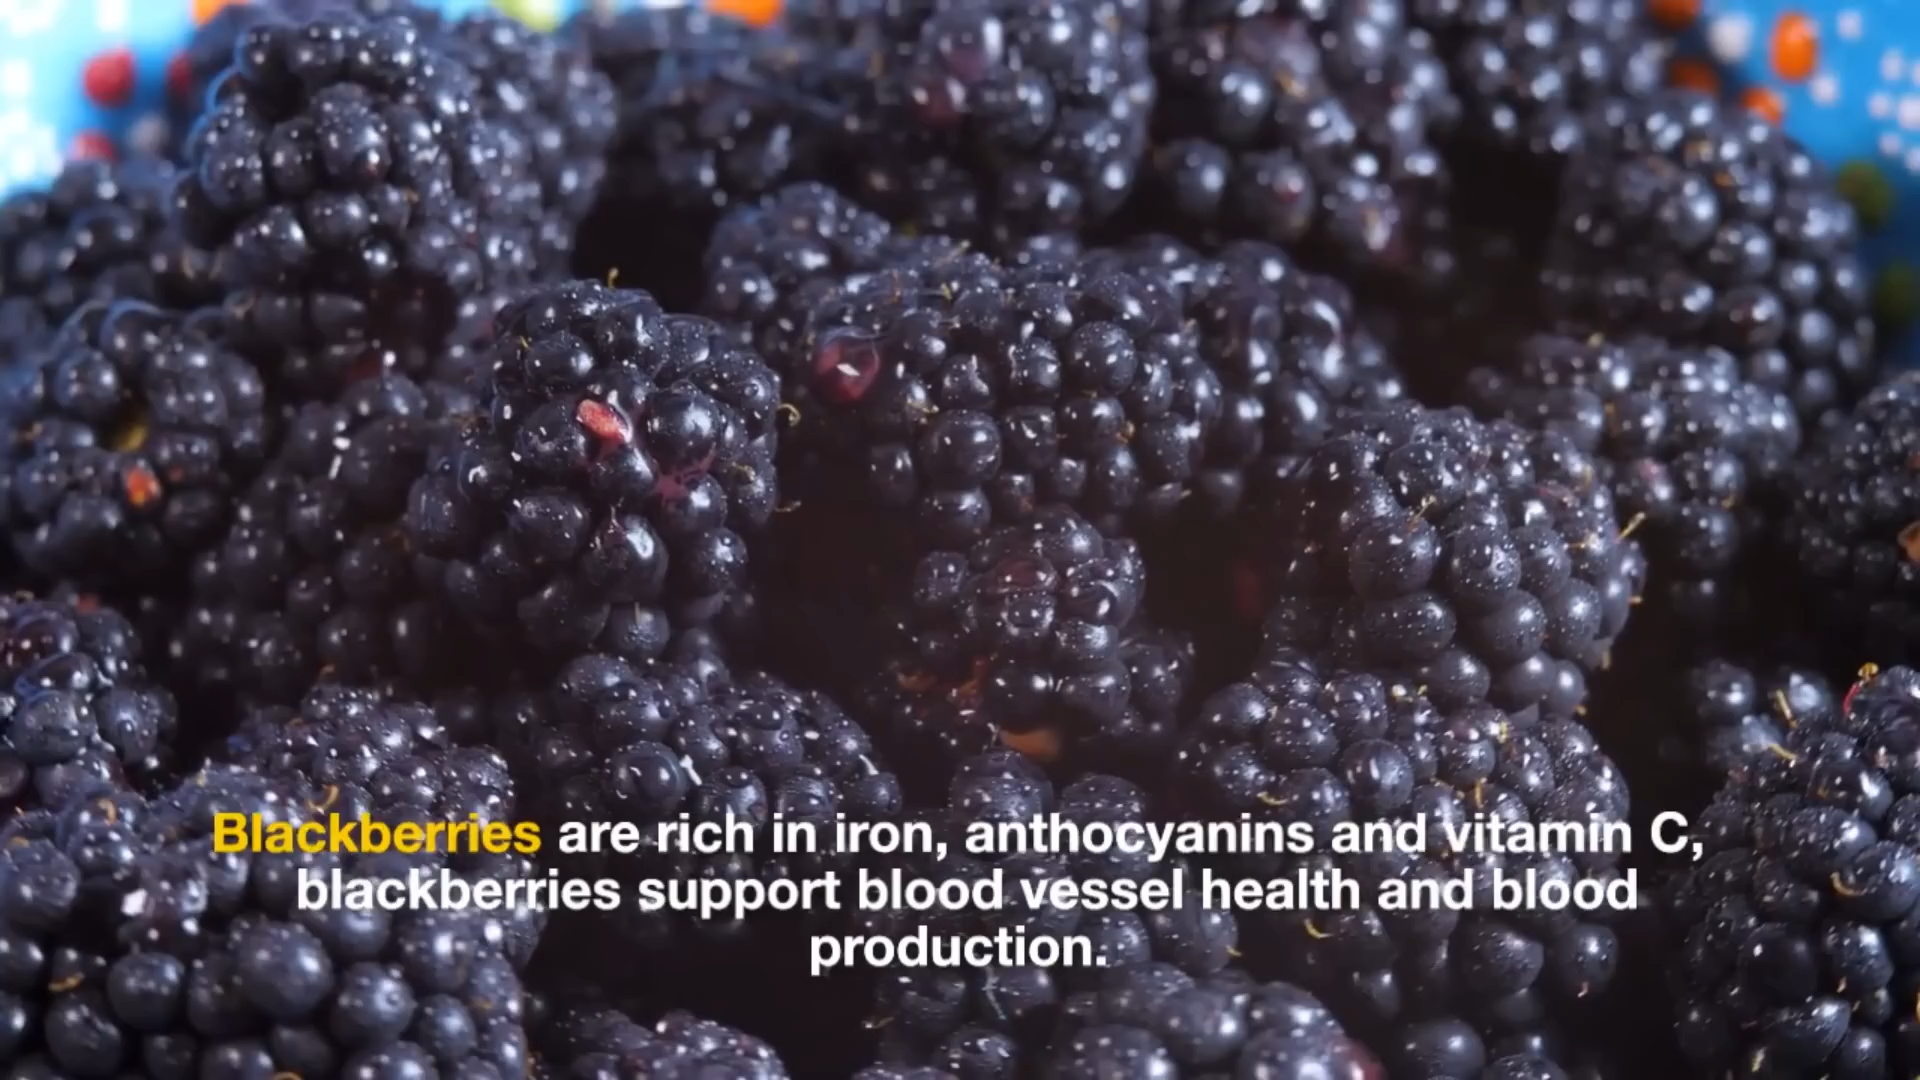 Blackberries are rich in iron, anthocyanins and vitamin C,
blackberries support blood vessel health and blood
production.